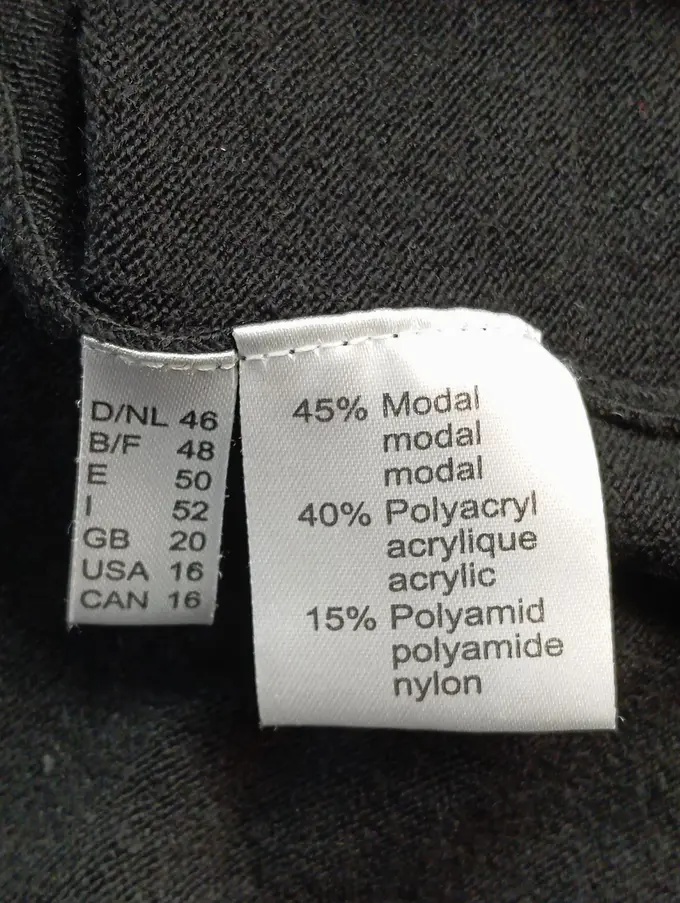 D/NL 46
B/F 48
E 50
I 52
GB 20
USA 16
CAN 16
45% Modal
modal
modal
40% Polyacryl
acrylique
acrylic
15% Polyamid
polyamide
nylon